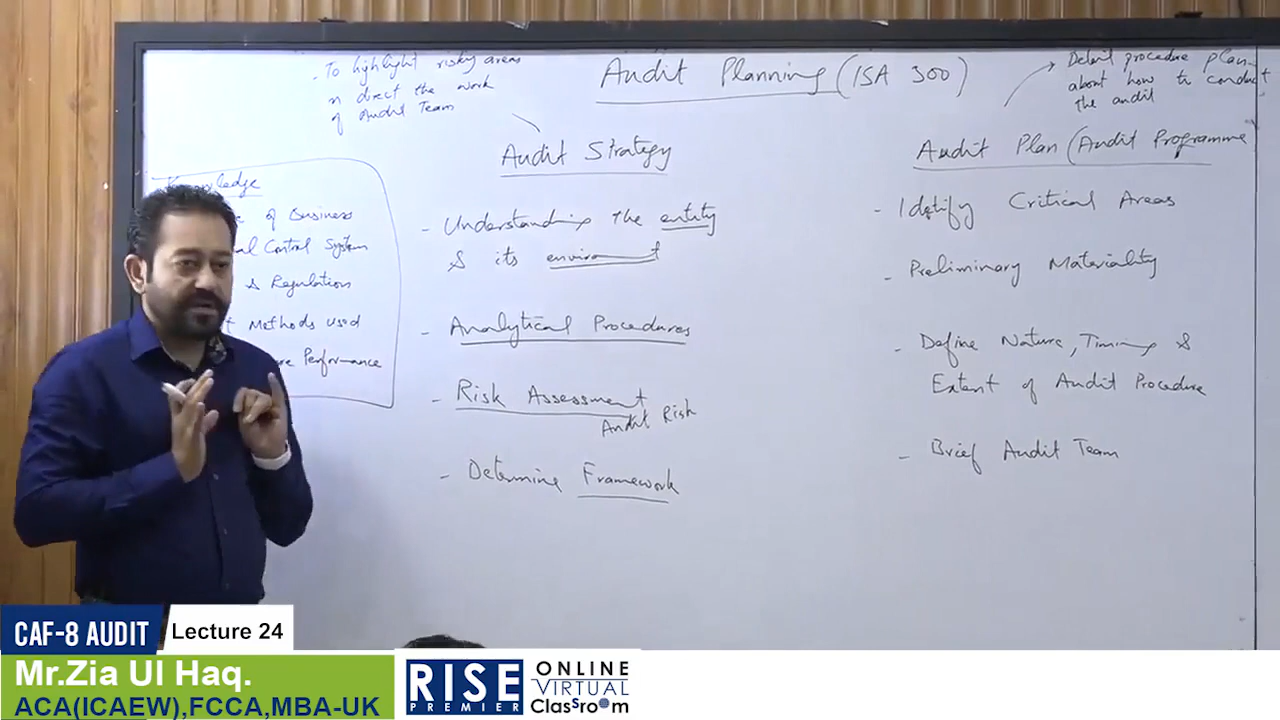 Audit Planning (ISA 300)
- To highlight risky areas
n direct the work
of Audit Team
Detail procedure plan
about how to conduct
the audit
Audit Strategy
- Understanding the entity
& its environment
- Analytical Procedures
- Risk Assessment
Audit Risk
- Determine Framework
Audit Plan (Audit Programme
- Identify Critical Areas
- Preliminary Materiality
- Define Nature, Timing &
Extent of Audit Procedure
- Brief Audit Team
Knowledge
of Business
Control System
& Regulation
Methods used
Performance
CAF-8 AUDIT
Lecture 24
Mr.Zia Ul Haq.
ACA(ICAEW),FCCA,MBA-UK
RISE
PREMIER
ONLINE
VIRTUAL
Classroom